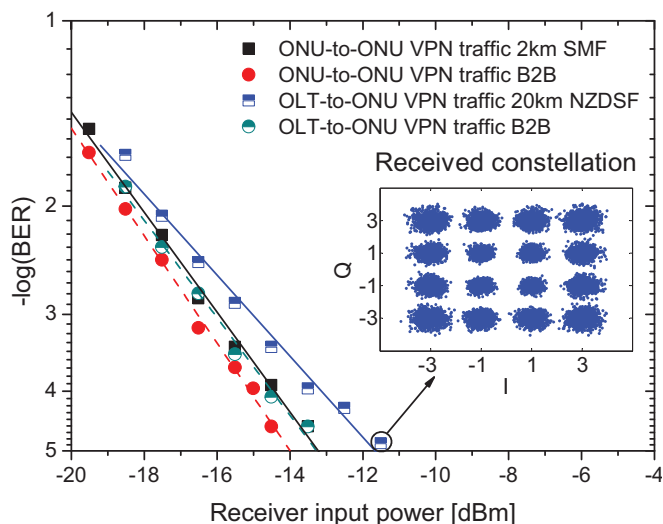 ONU-to-ONU VPN traffic 2km SMF
ONU-to-ONU VPN traffic B2B
OLT-to-ONU VPN traffic 20km NZDSF
OLT-to-ONU VPN traffic B2B
Received constellation
3
1
-1
-3
Q
-3 -1 1 3
I
1
2
3
4
5
-log(BER)
-20 -18 -16 -14 -12 -10 -8 -6 -4
Receiver input power [dBm]